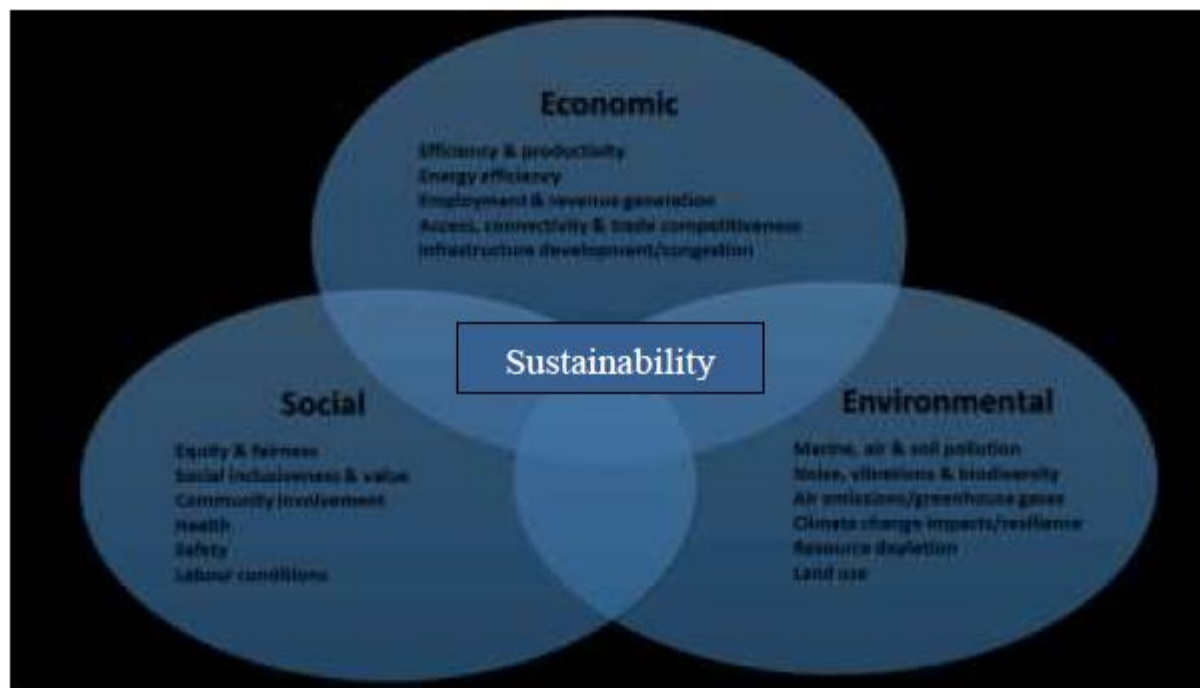 Economic
Efficiency & productivity
Energy efficiency
Employment & revenue generation
Access, connectivity & trade competitiveness
Infrastructure development/congestion
Sustainability
Social
Equity & fairness
Social inclusiveness & value
Community involvement
Health
Safety
Labour conditions
Environmental
Marine, air & soil pollution
Noise, vibrations & biodiversity
Air emissions/greenhouse gases
Climate change impacts/resilience
Resource depletion
Land use